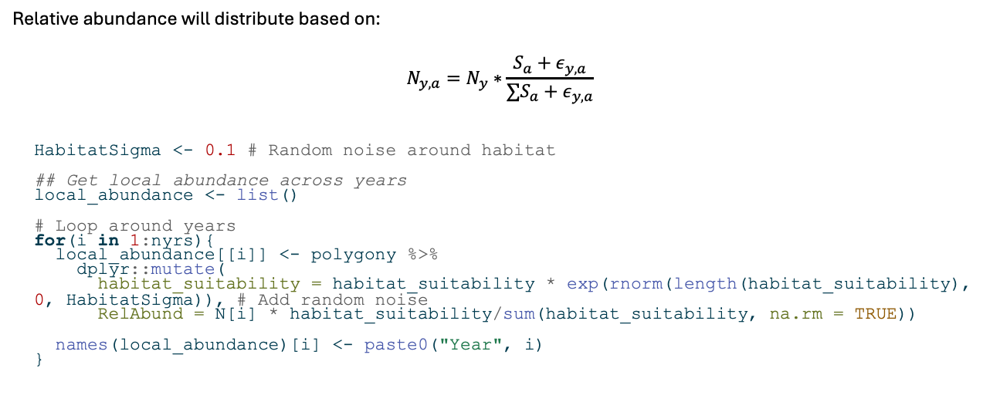 Relative abundance will distribute based on:
N_{y,a} = N_y * \frac{S_a + ϵ_{y,a}}{∑S_a + ϵ_{y,a}}
HabitatSigma <- 0.1 # Random noise around habitat
## Get local abundance across years
local_abundance <- list()
# Loop around years
for(i in 1:nyrs){
  local_abundance[[i]] <- polygony %>%
    dplyr::mutate(
      habitat_suitability = habitat_suitability * exp(rnorm(length(habitat_suitability),
0, HabitatSigma)), # Add random noise
      RelAbund = N[i] * habitat_suitability/sum(habitat_suitability, na.rm = TRUE))
  names(local_abundance)[i] <- paste0("Year", i)
}